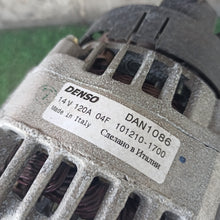 DENSO DAN1086
14V 120A 04F 101210-1700
Made in Italy Сделано в Италии